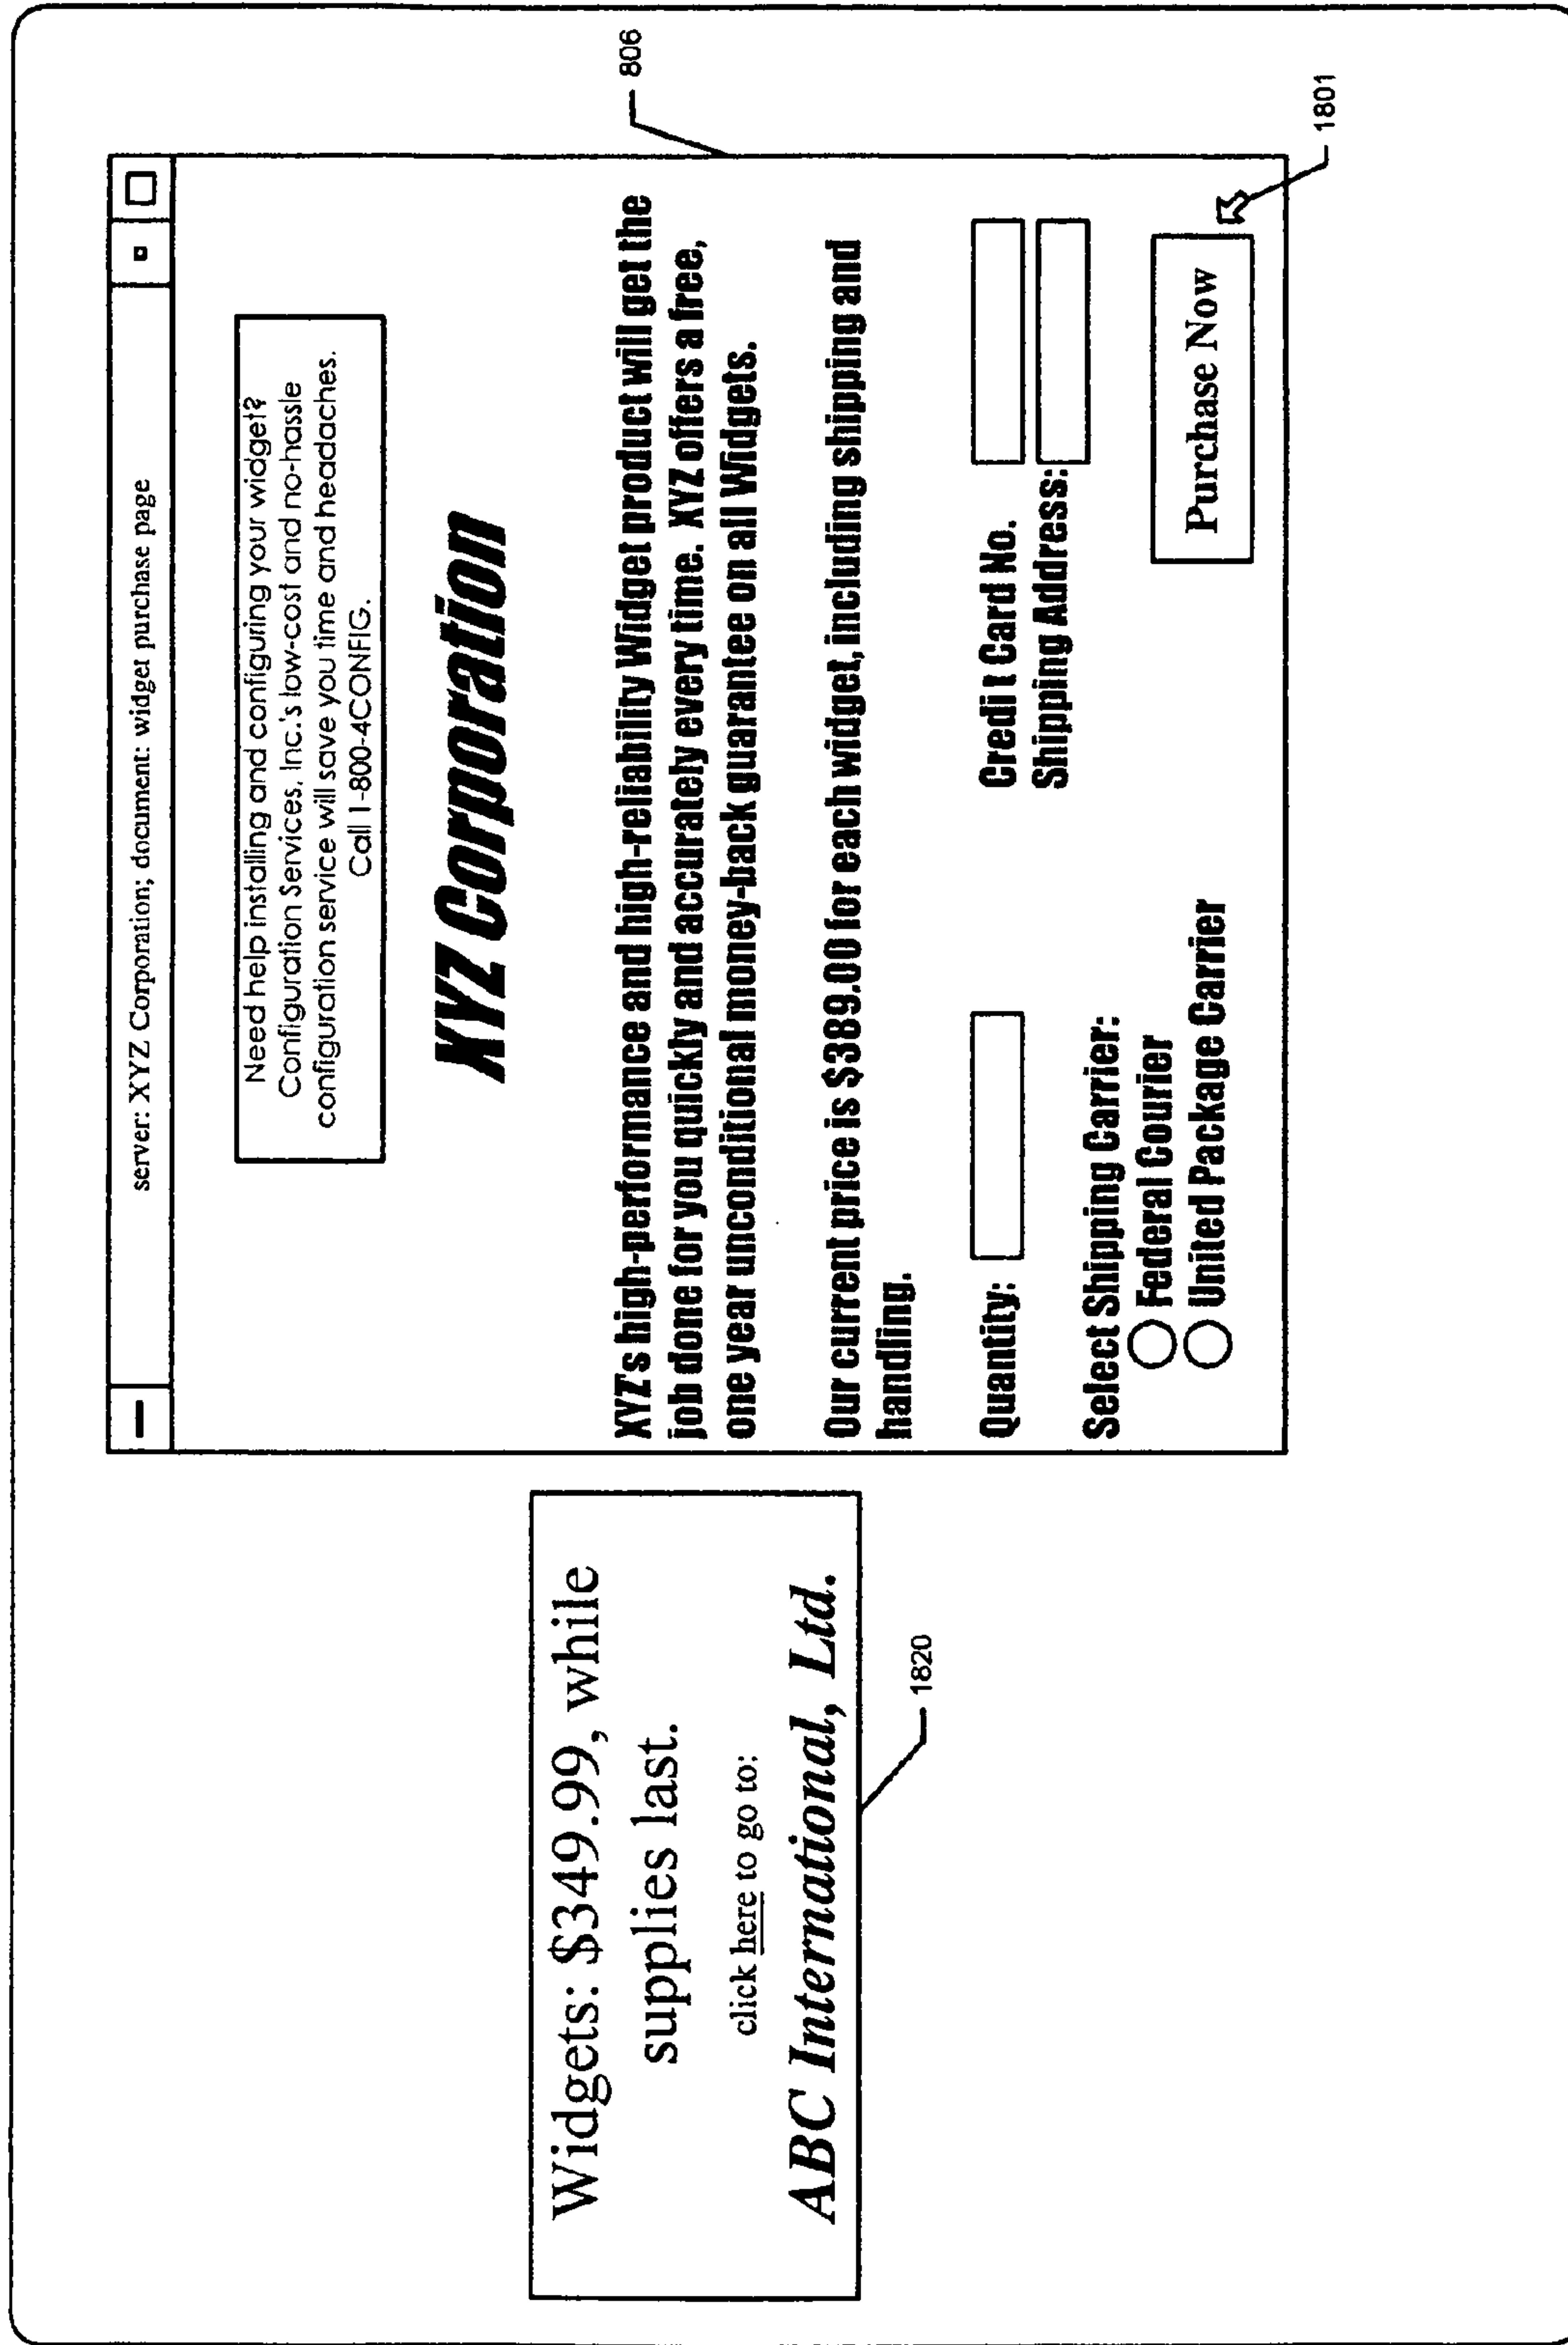 server: XYZ Corporation; document: widget purchase page
Need help installing and configuring your widget?
Configuration Services, Inc.'s low-cost and no-hassle
configuration service will save you time and headaches.
Call 1-800-4CONFIG.
XYZ Corporation
XYZ's high-performance and high-reliability Widget product will get the
job done for you quickly and accurately every time. XYZ offers a free,
one year unconditional money-back guarantee on all Widgets.
Our current price is $389.00 for each widget, including shipping and
handling.
Quantity:
Credit Card No.
Shipping Address:
Select Shipping Carrier:
Federal Courier
United Package Carrier
Purchase Now
806
1801
Widgets: $349.99, while
supplies last.
click here to go to:
ABC International, Ltd.
1820